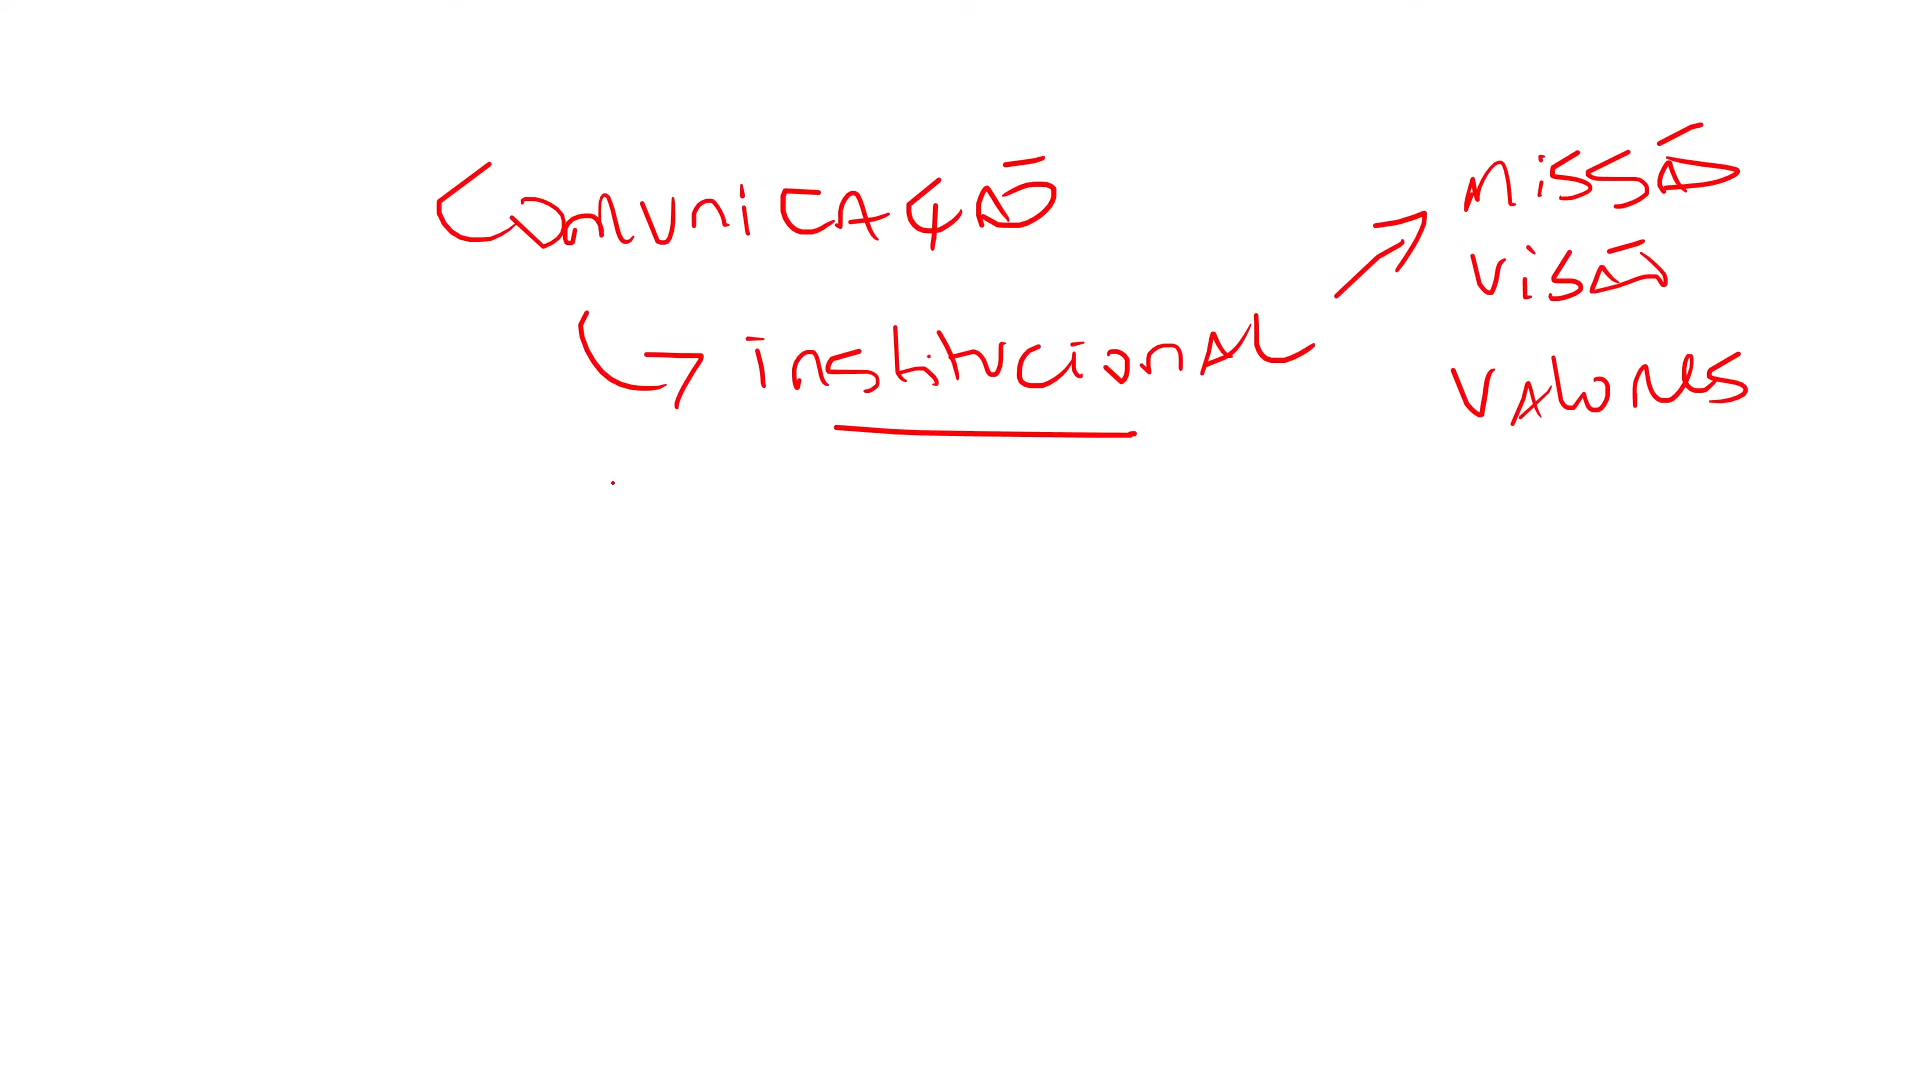 Comunicação
institucional
missão
visão
valores